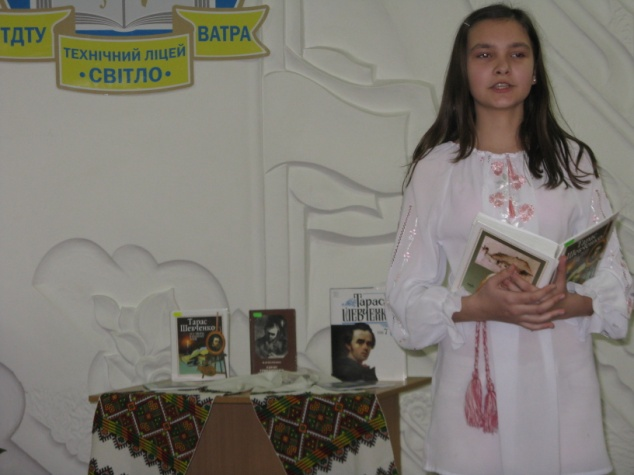 ТДТУ
ВАТРА
ТЕХНІЧНИЙ ЛІЦЕЙ
•СВІТЛО•
Тарас
Шевченко
Тарас
ШЕВЧЕНКО